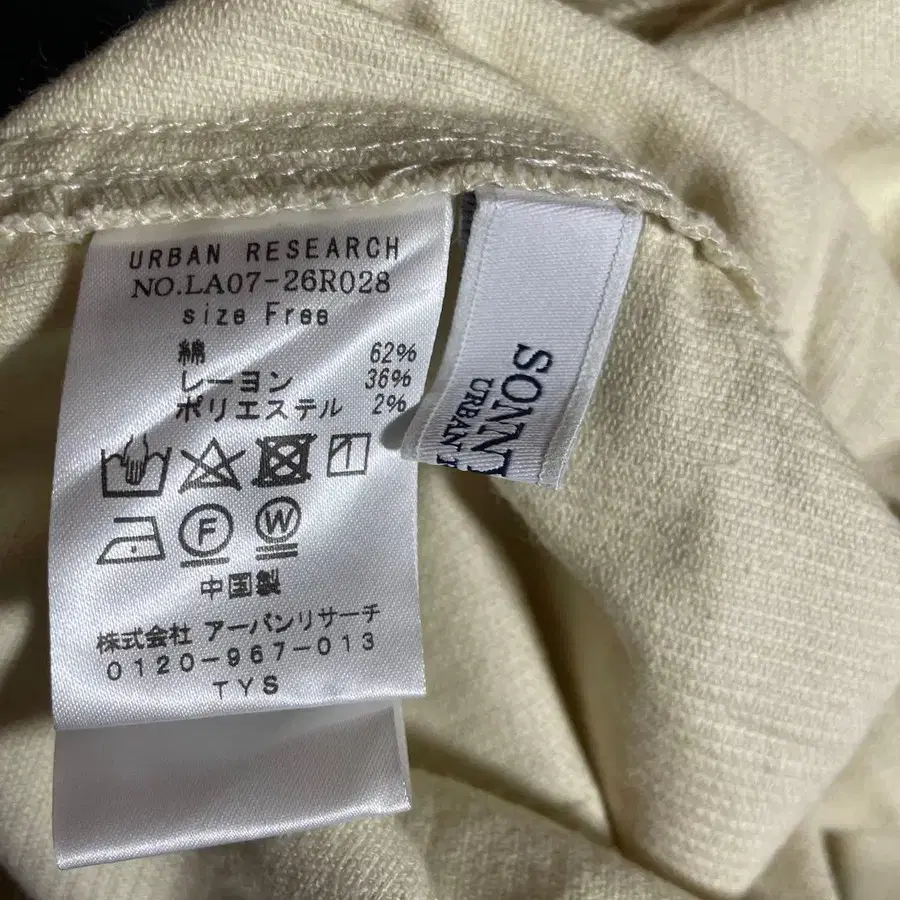 URBAN RESEARCH
NO.LA07-26R028
size Free
綿 62%
レーヨン 36%
ポリエステル 2%
F W
中国製
株式会社 アーバンリサーチ
0120-967-013
TYS
SONN
URBAN